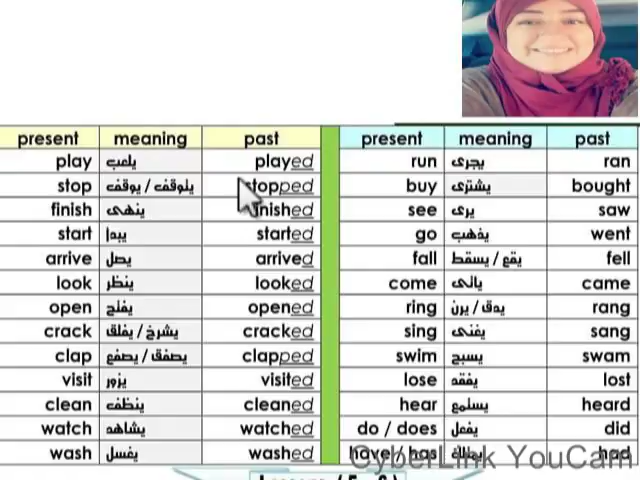 present meaning past present meaning past
play يلعب played run يجرى ran
stop يتوقف / يوقف stopped buy يشترى bought
finish ينهى finished see يرى saw
start يبدا started go يذهب went
arrive يصل arrived fall يقع / يسقط fell
look ينظر looked come ياتى came
open يفتح opened ring يدق / يرن rang
crack يشرخ / يفلق cracked sing يغنى sang
clap يصفق / يصفع clapped swim يسبح swam
visit يزور visited lose يفقد lost
clean ينظف cleaned hear يستمع heard
watch يشاهد watched do / does يفعل did
wash يغسل washed have / has had
CyberLink YouCam